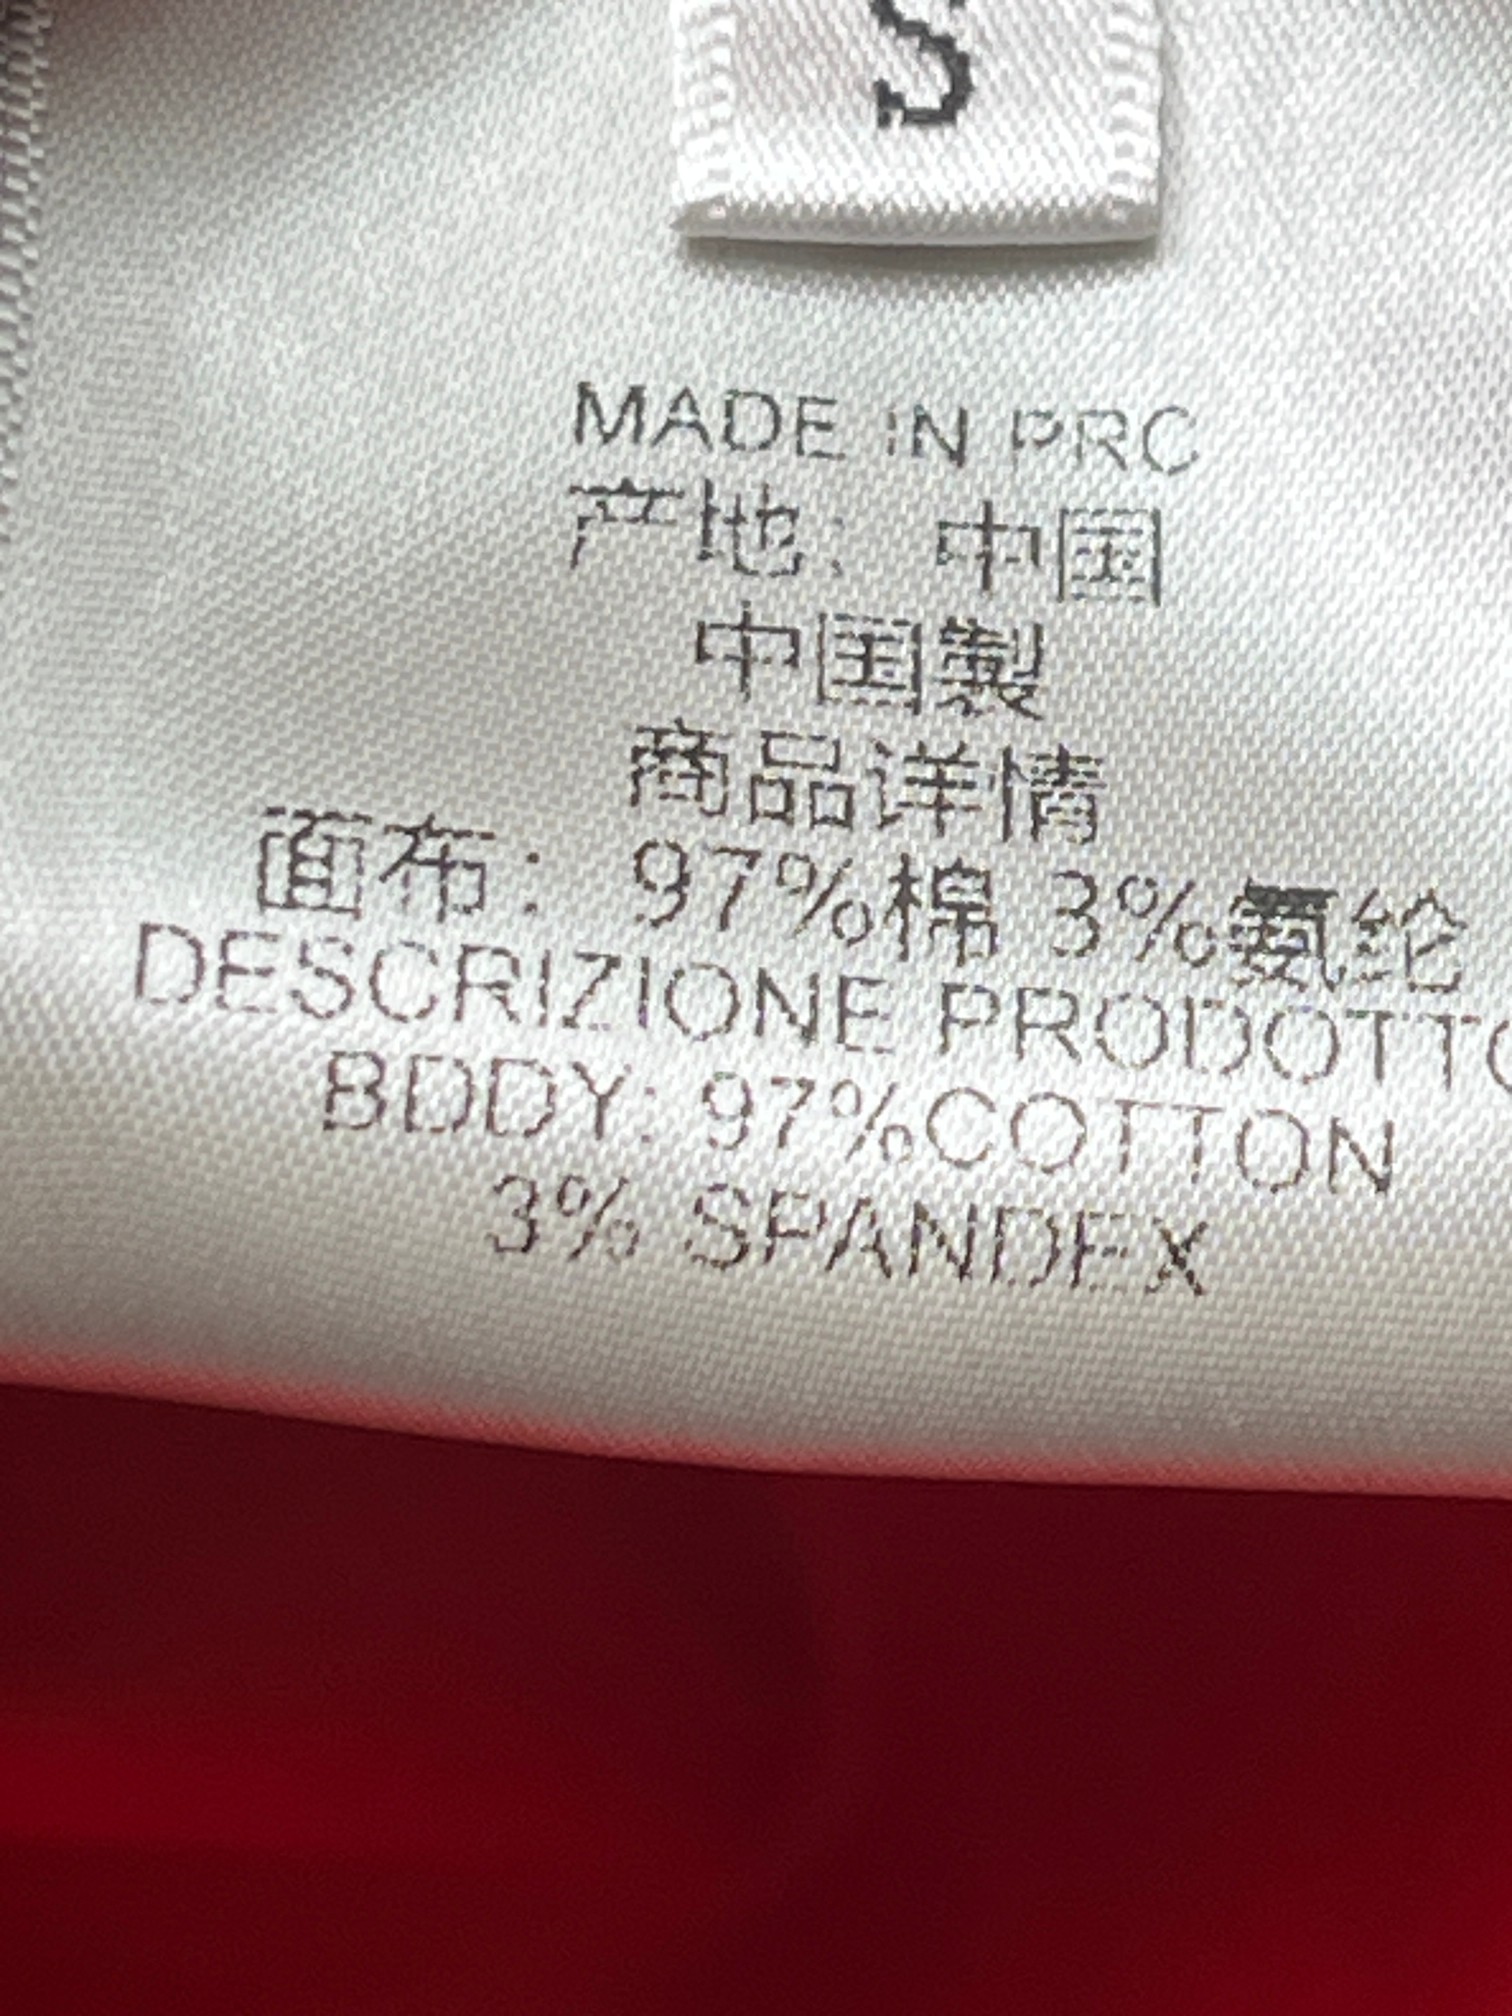 S
MADE IN PRC
产地：中国
中国製
商品详情
面布：97%棉 3%氨纶
DESCRIZIONE PRODOTTO
BODY: 97%COTTON
3% SPANDEX